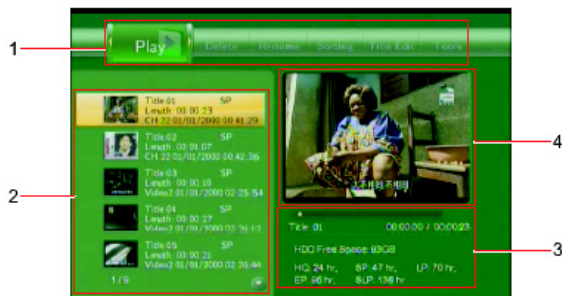 Play Delete Rename Sorting Title Edit Tools
1
Title:01 SP
Length: 00:00:23
CH 22 01/01/2000 00:41:29
Title:02 SP
Length: 00:01:07
CH 22 01/01/2000 00:42:36
Title:03 SP
Length: 00:00:10
Video2 01/01/2000 02:25:54
Title:04 SP
Length: 00:00:27
Video2 01/01/2000 02:26:12
Title:05 SP
Length: 00:00:21
Video2 01/01/2000 02:26:44
1/9
2
4
Title: 01 00:00:00 / 00:00:23
HDD Free Space: 93GB
HQ: 24 hr, SP: 47 hr, LP: 70 hr,
EP: 96 hr, SLP: 138 hr
3